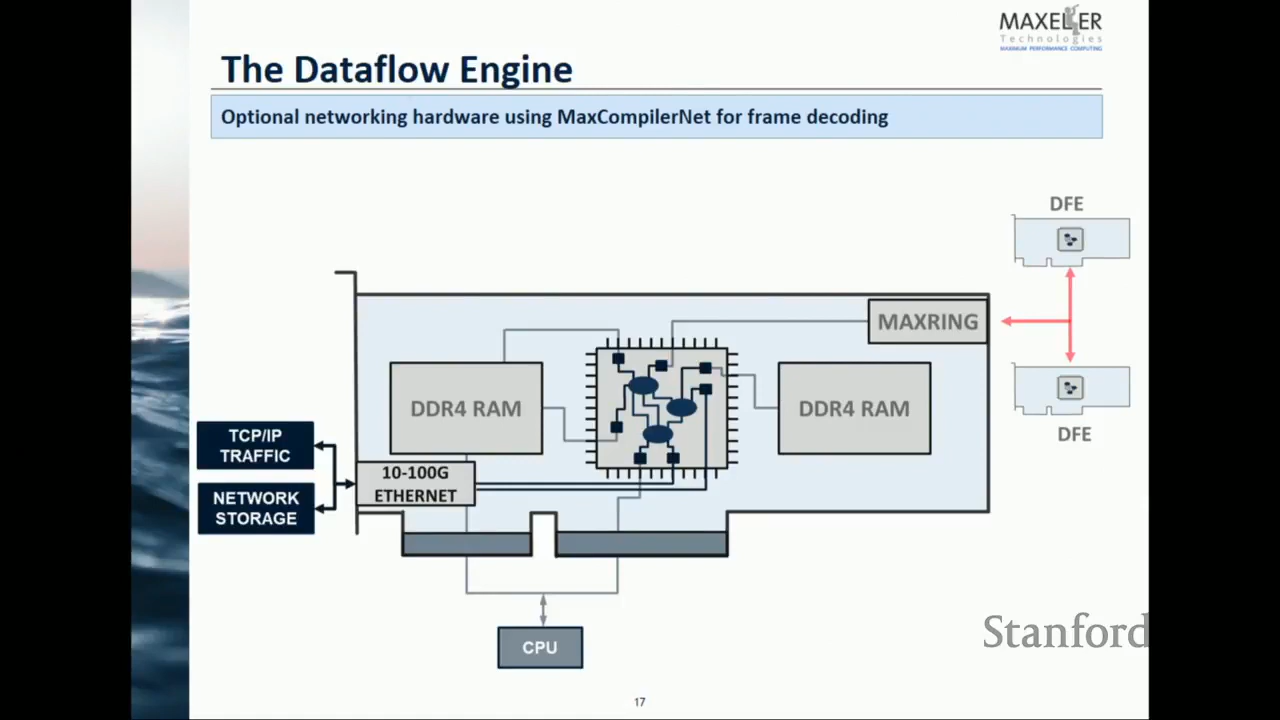 MAXELER
Technologies
MAXIMUM PERFORMANCE COMPUTING
The Dataflow Engine
Optional networking hardware using MaxCompilerNet for frame decoding
DFE
MAXRING
DDR4 RAM
DDR4 RAM
DFE
TCP/IP
TRAFFIC
10-100G
ETHERNET
NETWORK
STORAGE
CPU
Stanford
17